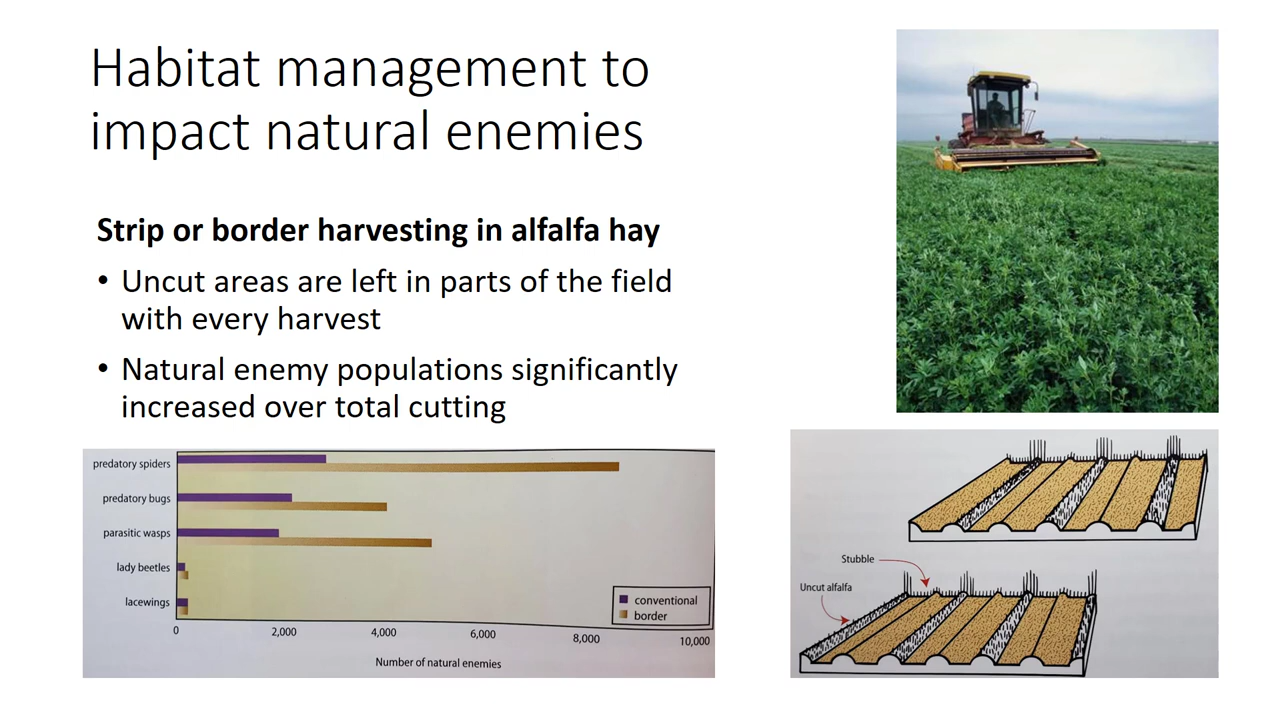 Habitat management to
impact natural enemies
Strip or border harvesting in alfalfa hay
• Uncut areas are left in parts of the field
with every harvest
• Natural enemy populations significantly
increased over total cutting
predatory spiders
predatory bugs
parasitic wasps
lady beetles
lacewings
conventional
border
0 2,000 4,000 6,000 8,000 10,000
Number of natural enemies
Stubble
Uncut alfalfa